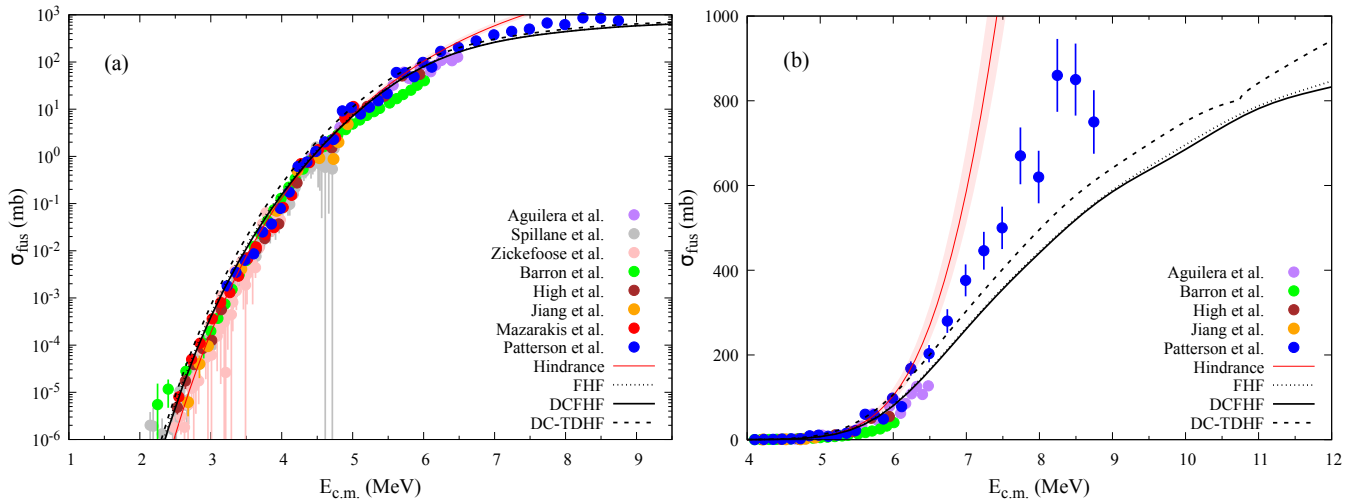 (a)
σfus (mb)
10³
10²
10¹
10⁰
10⁻¹
10⁻²
10⁻³
10⁻⁴
10⁻⁵
10⁻⁶
Aguilera et al.
Spillane et al.
Zickefoose et al.
Barron et al.
High et al.
Jiang et al.
Mazarakis et al.
Patterson et al.
Hindrance
FHF
DCFHF
DC-TDHF
1 2 3 4 5 6 7 8 9
Ec.m. (MeV)
(b)
σfus (mb)
1000
800
600
400
200
0
Aguilera et al.
Barron et al.
High et al.
Jiang et al.
Patterson et al.
Hindrance
FHF
DCFHF
DC-TDHF
4 5 6 7 8 9 10 11 12
Ec.m. (MeV)